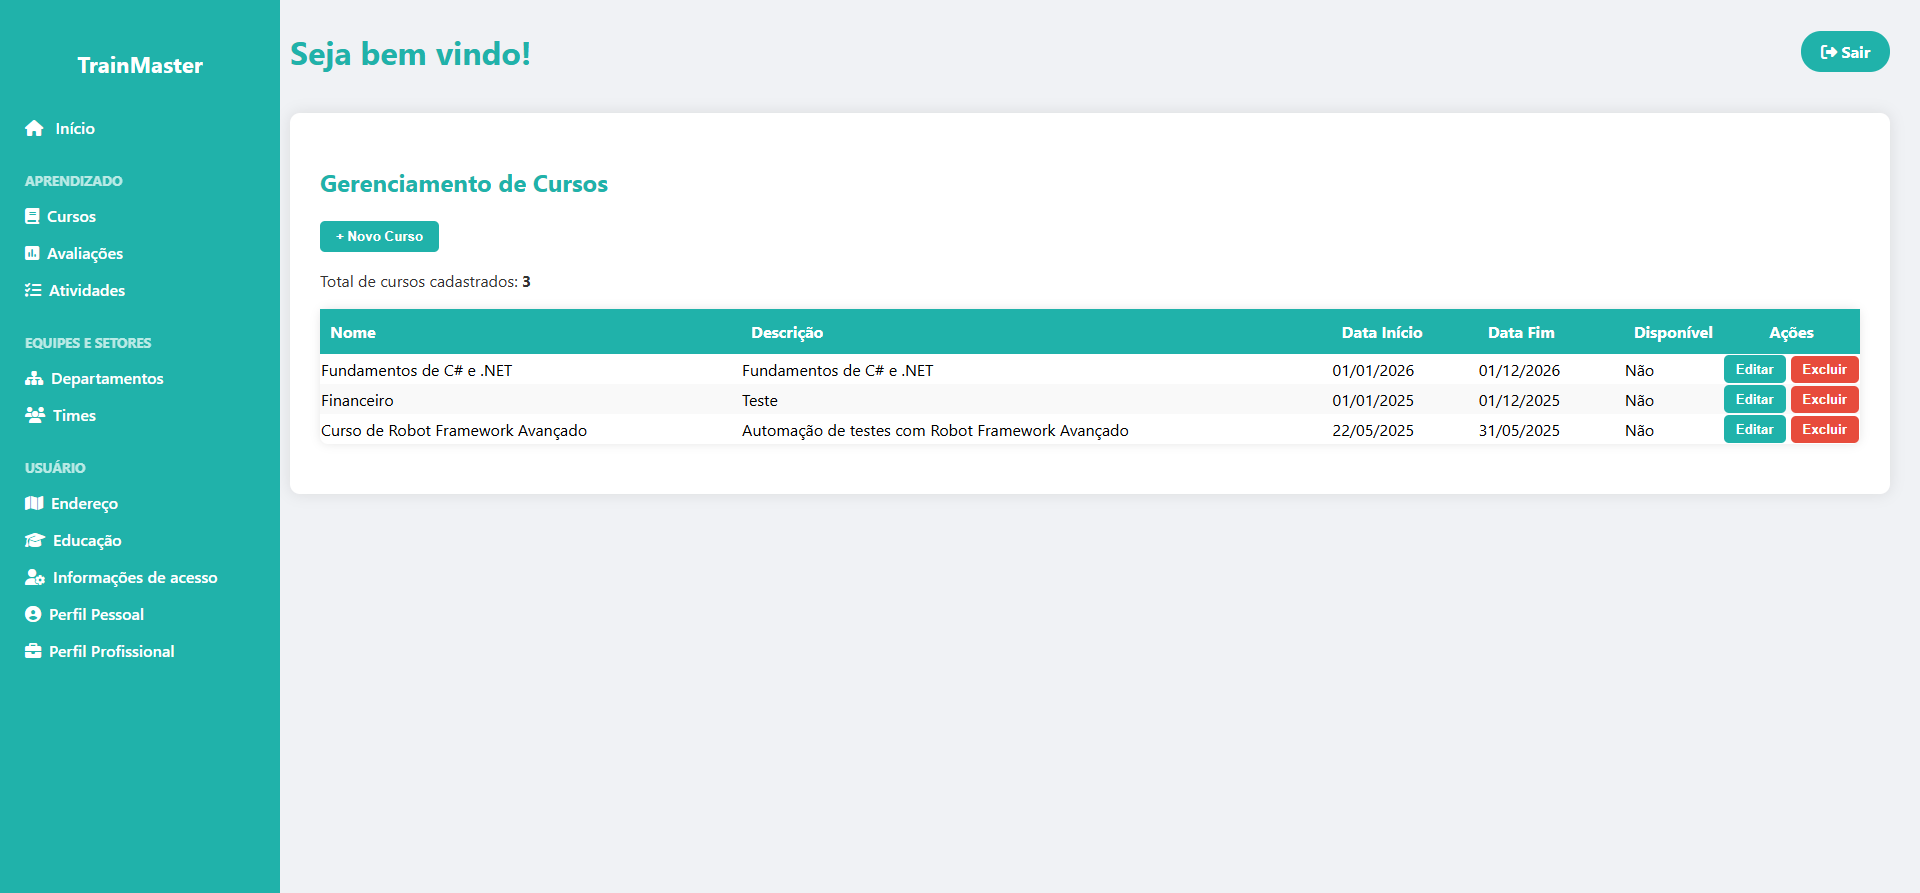 TrainMaster
Início
APRENDIZADO
Cursos
Avaliações
Atividades
EQUIPES E SETORES
Departamentos
Times
USUÁRIO
Endereço
Educação
Informações de acesso
Perfil Pessoal
Perfil Profissional
Seja bem vindo!
Sair
Gerenciamento de Cursos
+ Novo Curso
Total de cursos cadastrados: 3
Nome Descrição Data Início Data Fim Disponível Ações
Fundamentos de C# e .NET Fundamentos de C# e .NET 01/01/2026 01/12/2026 Não Editar Excluir
Financeiro Teste 01/01/2025 01/12/2025 Não Editar Excluir
Curso de Robot Framework Avançado Automação de testes com Robot Framework Avançado 22/05/2025 31/05/2025 Não Editar Excluir